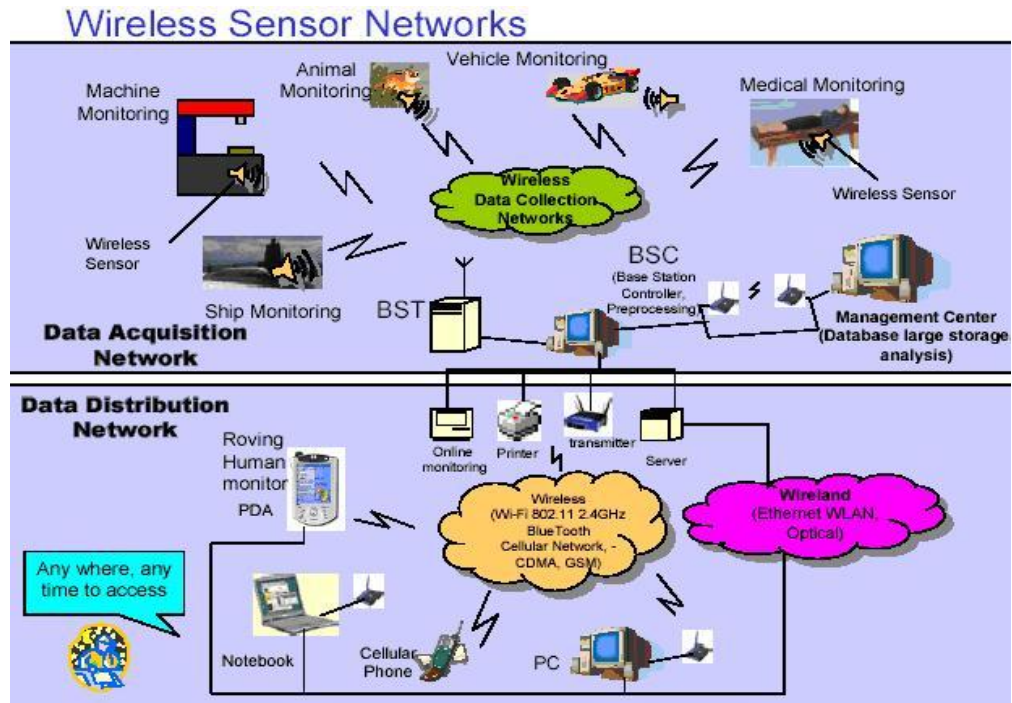 Wireless Sensor Networks
Machine
Monitoring
Animal
Monitoring
Vehicle Monitoring
Medical Monitoring
Wireless
Data Collection
Networks
Wireless Sensor
Wireless
Sensor
Ship Monitoring
BST
BSC
(Base Station
Controller,
Preprocessing)
Management Center
(Database large storage,
analysis)
Data Acquisition
Network
Data Distribution
Network
Online
monitoring
Printer
transmitter
Server
Roving
Human
monitor
PDA
Wireless
(Wi-Fi 802.11 2.4GHz
BlueTooth
Cellular Network, -
CDMA, GSM)
Wireland
(Ethernet WLAN,
Optical)
Any where, any
time to access
Notebook
Cellular
Phone
PC